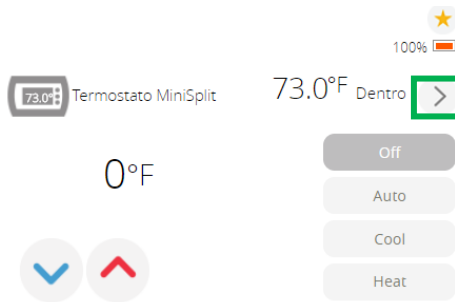 100%
73.0° Termostato MiniSplit 73.0°F Dentro
0°F
Off
Auto
Cool
Heat